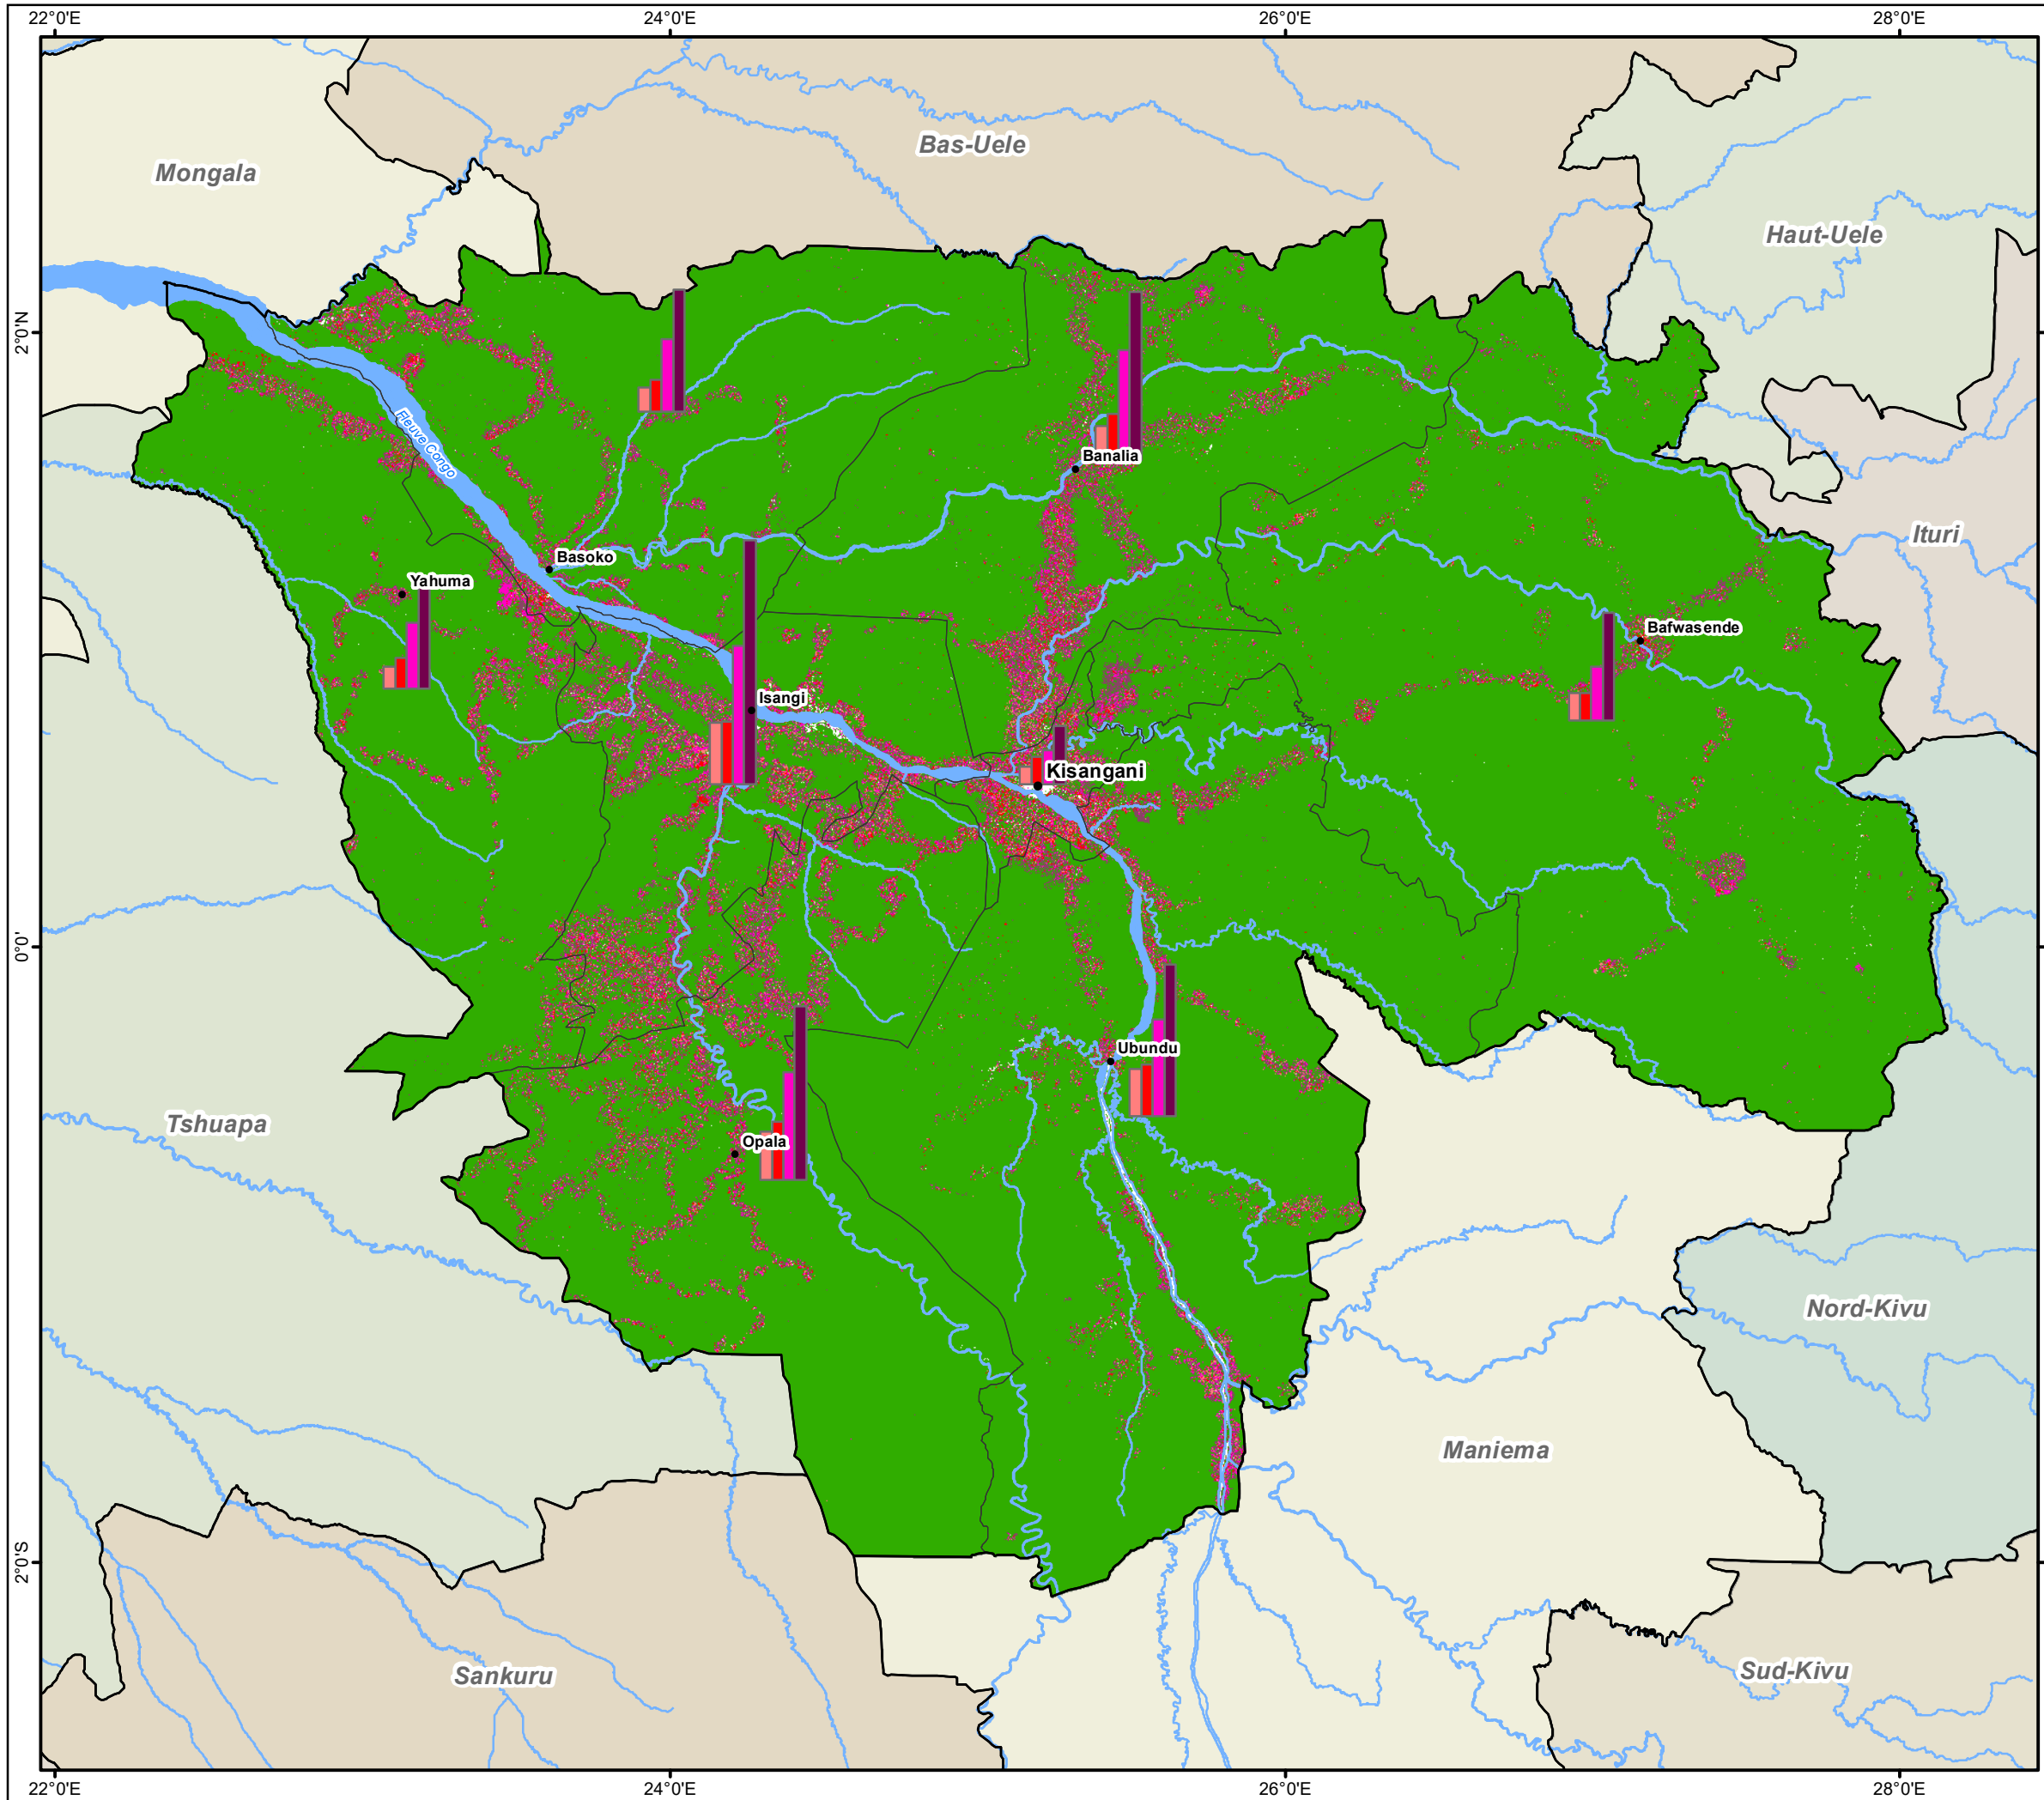 22°0'E
24°0'E
26°0'E
28°0'E
Bas-Uele
Mongala
Haut-Uele
2°0'N
Fleuve Congo
Banalia
Ituri
Basoko
Yahuma
Bafwasende
Isangi
Kisangani
0°0'
Ubundu
Tshuapa
Opala
Nord-Kivu
Maniema
2°0'S
Sankuru
Sud-Kivu
22°0'E
24°0'E
26°0'E
28°0'E